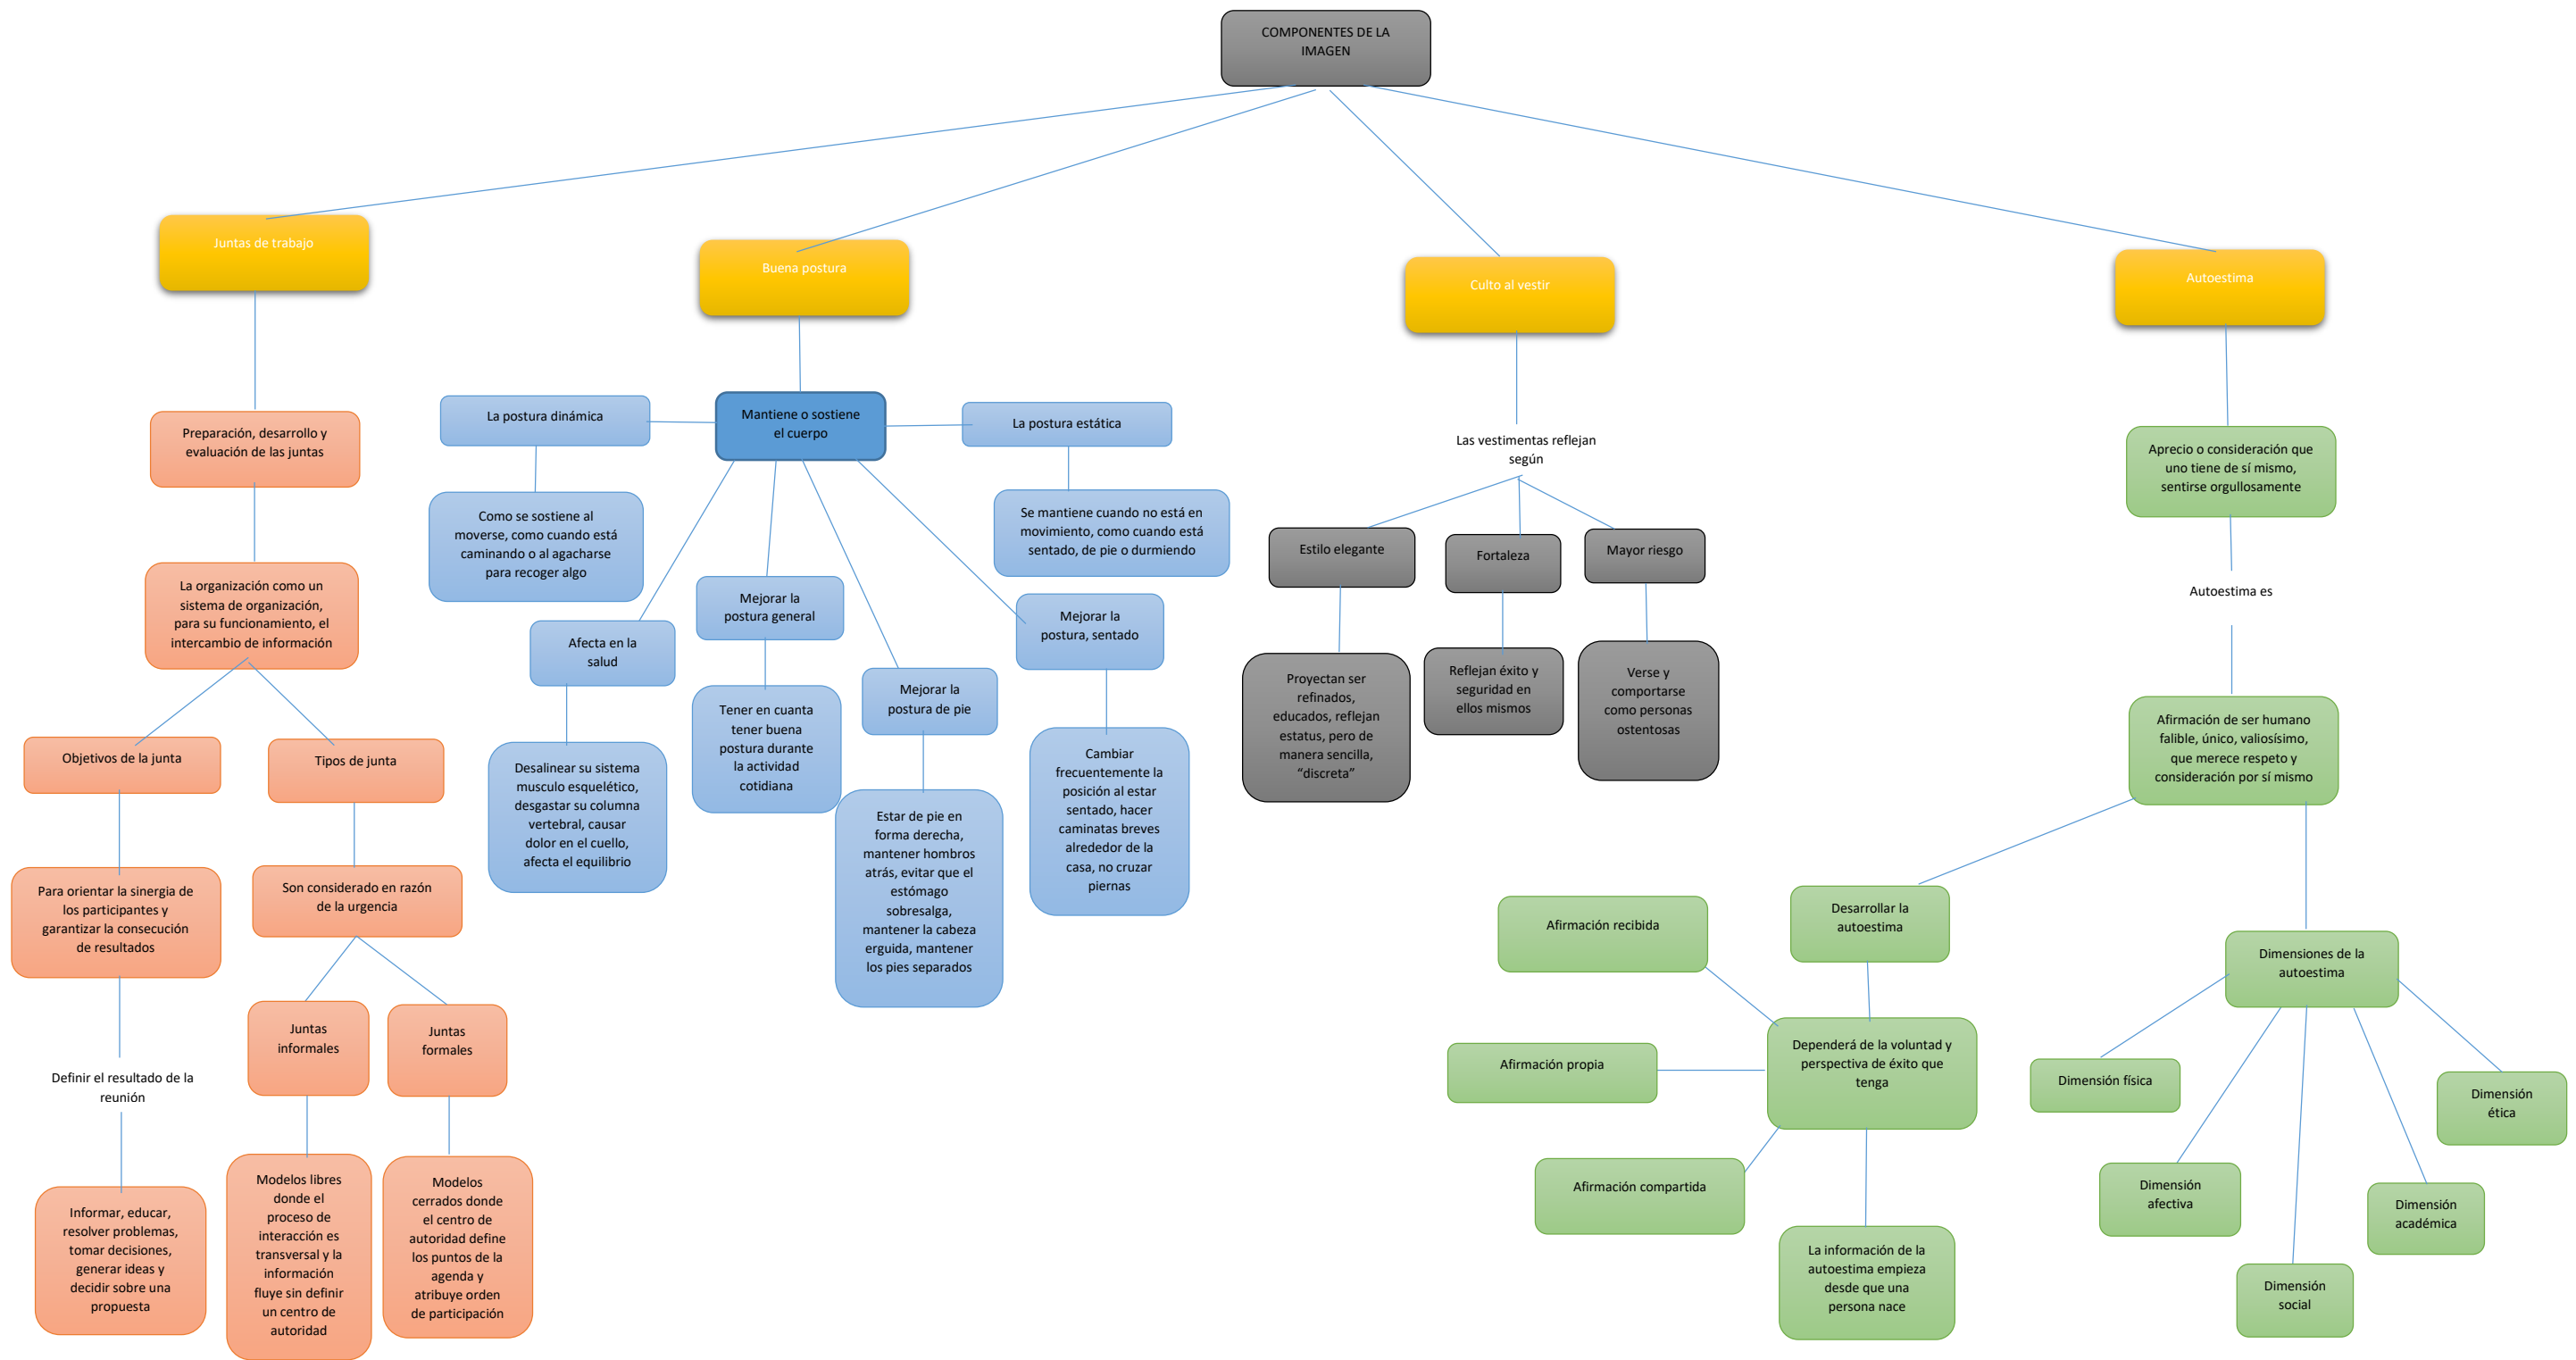 COMPONENTES DE LA
IMAGEN
Juntas de trabajo
Buena postura
Culto al vestir
Autoestima
Preparación, desarrollo y
evaluación de las juntas
La organización como un
sistema de organización,
para su funcionamiento, el
intercambio de información
Objetivos de la junta
Tipos de junta
Para orientar la sinergia de
los participantes y
garantizar la consecución
de resultados
Son considerado en razón
de la urgencia
Definir el resultado de la
reunión
Juntas
informales
Juntas
formales
Informar, educar,
resolver problemas,
tomar decisiones,
generar ideas y
decidir sobre una
propuesta
Modelos libres
donde el
proceso de
interacción es
transversal y la
información
fluye sin definir
un centro de
autoridad
Modelos
cerrados donde
el centro de
autoridad define
los puntos de la
agenda y
atribuye orden
de participación
La postura dinámica
Mantiene o sostiene
el cuerpo
La postura estática
Como se sostiene al
moverse, como cuando está
caminando o al agacharse
para recoger algo
Se mantiene cuando no está en
movimiento, como cuando está
sentado, de pie o durmiendo
Afecta en la
salud
Mejorar la
postura general
Mejorar la
postura de pie
Mejorar la
postura, sentado
Desalinear su sistema
musculo esquelético,
desgastar su columna
vertebral, causar
dolor en el cuello,
afecta el equilibrio
Tener en cuanta
tener buena
postura durante
la actividad
cotidiana
Estar de pie en
forma derecha,
mantener hombros
atrás, evitar que el
estómago
sobresalga,
mantener la cabeza
erguida, mantener
los pies separados
Cambiar
frecuentemente la
posición al estar
sentado, hacer
caminatas breves
alrededor de la
casa, no cruzar
piernas
Las vestimentas reflejan
según
Estilo elegante
Fortaleza
Mayor riesgo
Proyectan ser
refinados,
educados, reflejan
estatus, pero de
manera sencilla,
“discreta”
Reflejan éxito y
seguridad en
ellos mismos
Verse y
comportarse
como personas
ostentosas
Aprecio o consideración que
uno tiene de sí mismo,
sentirse orgullosamente
Autoestima es
Afirmación de ser humano
falible, único, valiosísimo,
que merece respeto y
consideración por sí mismo
Desarrollar la
autoestima
Dimensiones de la
autoestima
Afirmación recibida
Afirmación propia
Afirmación compartida
Dependerá de la voluntad y
perspectiva de éxito que
tenga
La información de la
autoestima empieza
desde que una
persona nace
Dimensión física
Dimensión
afectiva
Dimensión
social
Dimensión
académica
Dimensión
ética